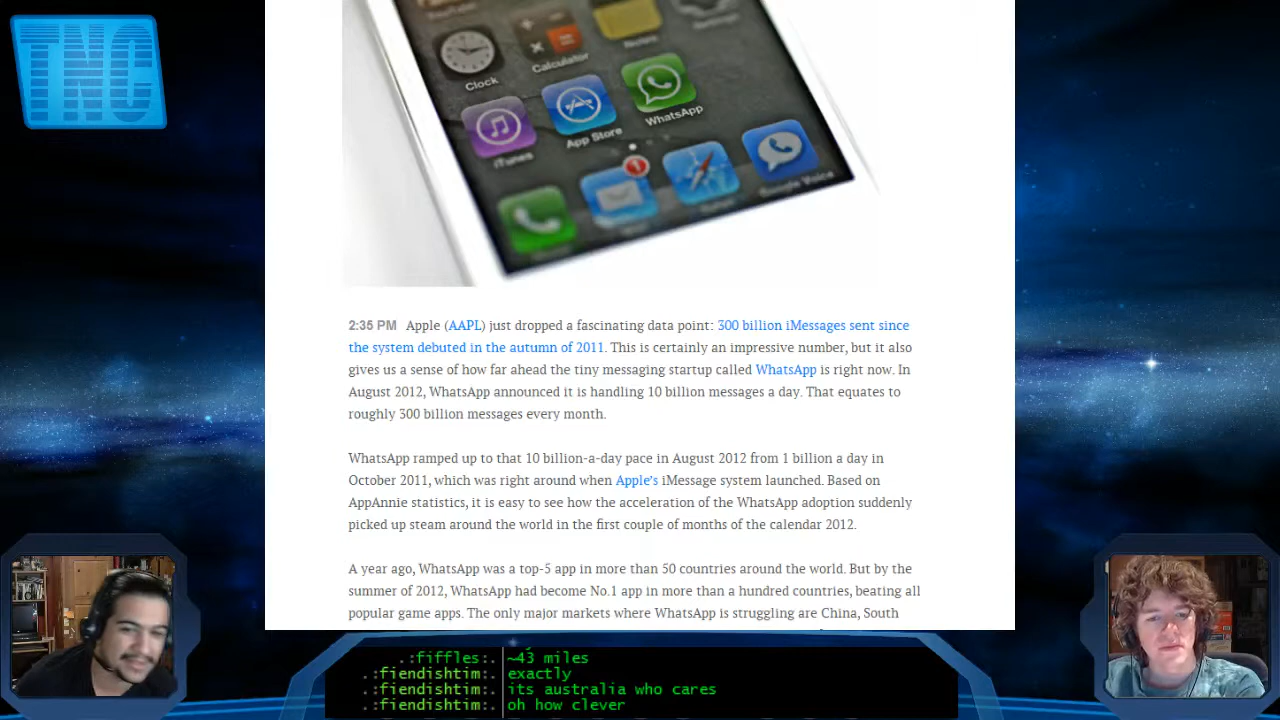 TNC
Clock
Calculator
iTunes
App Store
WhatsApp
1
Google Voice
2:35 PM Apple (AAPL) just dropped a fascinating data point: 300 billion iMessages sent since
the system debuted in the autumn of 2011. This is certainly an impressive number, but it also
gives us a sense of how far ahead the tiny messaging startup called WhatsApp is right now. In
August 2012, WhatsApp announced it is handling 10 billion messages a day. That equates to
roughly 300 billion messages every month.
WhatsApp ramped up to that 10 billion-a-day pace in August 2012 from 1 billion a day in
October 2011, which was right around when Apple's iMessage system launched. Based on
AppAnnie statistics, it is easy to see how the acceleration of the WhatsApp adoption suddenly
picked up steam around the world in the first couple of months of the calendar 2012.
A year ago, WhatsApp was a top-5 app in more than 50 countries around the world. But by the
summer of 2012, WhatsApp had become No.1 app in more than a hundred countries, beating all
popular game apps. The only major markets where WhatsApp is struggling are China, South
.:fiffles:. ~43 miles
.:fiendishtim:. exactly
.:fiendishtim:. its australia who cares
.:fiendishtim:. oh how clever